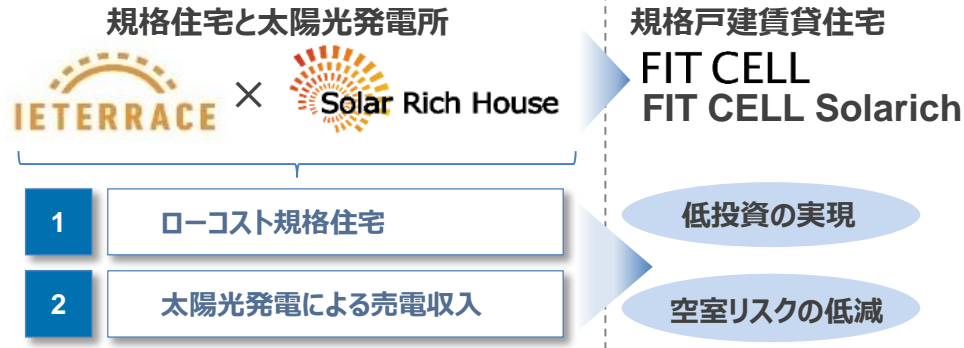 規格住宅と太陽光発電所
規格戸建賃貸住宅
IETERRACE
×
Solar Rich House
FIT CELL
FIT CELL Solarich
1
ローコスト規格住宅
低投資の実現
2
太陽光発電による売電収入
空室リスクの低減